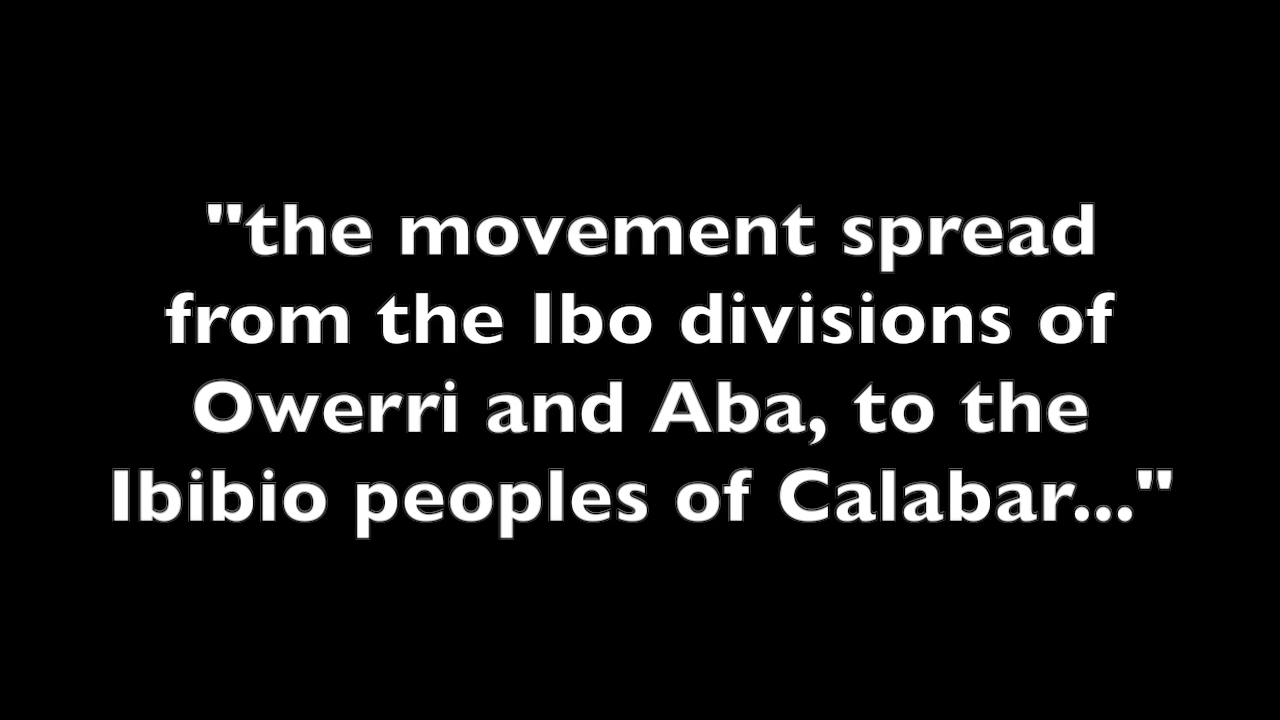 "the movement spread
from the Ibo divisions of
Owerri and Aba, to the
Ibibio peoples of Calabar..."